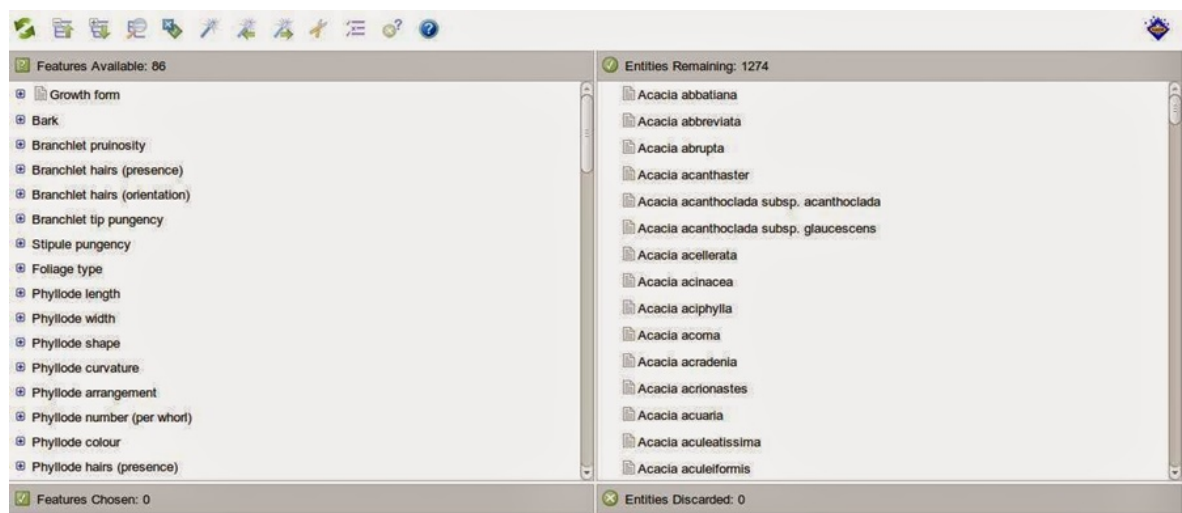 Features Available: 86
Growth form
Bark
Branchlet pruinosity
Branchlet hairs (presence)
Branchlet hairs (orientation)
Branchlet tip pungency
Stipule pungency
Foliage type
Phyllode length
Phyllode width
Phyllode shape
Phyllode curvature
Phyllode arrangement
Phyllode number (per whorl)
Phyllode colour
Phyllode hairs (presence)
Features Chosen: 0
Entities Remaining: 1274
Acacia abbatiana
Acacia abbreviata
Acacia abrupta
Acacia acanthaster
Acacia acanthoclada subsp. acanthoclada
Acacia acanthoclada subsp. glaucescens
Acacia acellerata
Acacia acinacea
Acacia aciphylla
Acacia acoma
Acacia acradenia
Acacia acrionastes
Acacia acuaria
Acacia aculeatissima
Acacia aculeiformis
Entities Discarded: 0